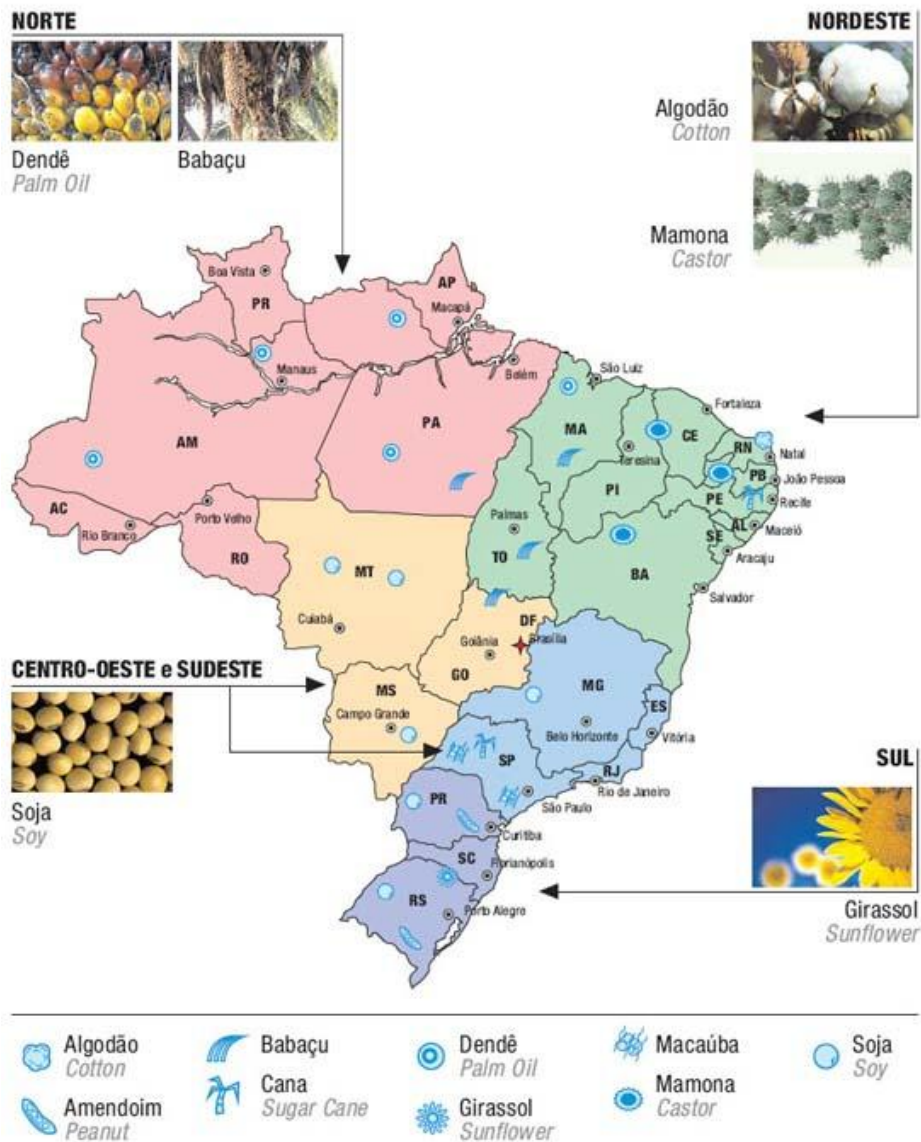 NORTE
Dendê
Palm Oil
Babaçu
NORDESTE
Algodão
Cotton
Mamona
Castor
Boa Vista
PR
AP
Macapá
Manaus
Belém
São Luiz
Fortaleza
AM
PA
MA
CE
RN
Natal
Teresina
PB
João Pessoa
PI
PE
Recife
AC
Rio Branco
Porto Velho
Palmas
AL
Maceió
SE
Aracaju
RO
MT
TO
BA
Salvador
Cuiabá
DF
Brasília
Goiânia
GO
CENTRO-OESTE e SUDESTE
Soja
Soy
MS
Campo Grande
MG
ES
Belo Horizonte
Vitória
SP
RJ
São Paulo
Rio de Janeiro
PR
Curitiba
SC
Florianópolis
RS
Porto Alegre
SUL
Girassol
Sunflower
Algodão
Cotton
Amendoim
Peanut
Babaçu
Cana
Sugar Cane
Dendê
Palm Oil
Girassol
Sunflower
Macaúba
Mamona
Castor
Soja
Soy